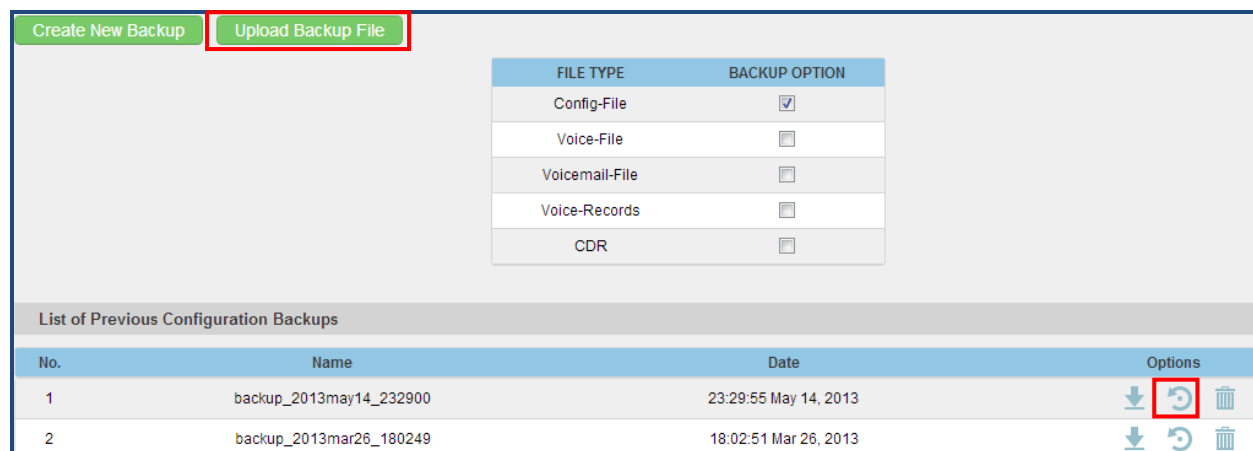 Create New Backup Upload Backup File
FILE TYPE BACKUP OPTION
Config-File
Voice-File
Voicemail-File
Voice-Records
CDR
List of Previous Configuration Backups
No. Name Date Options
1 backup_2013may14_232900 23:29:55 May 14, 2013
2 backup_2013mar26_180249 18:02:51 Mar 26, 2013